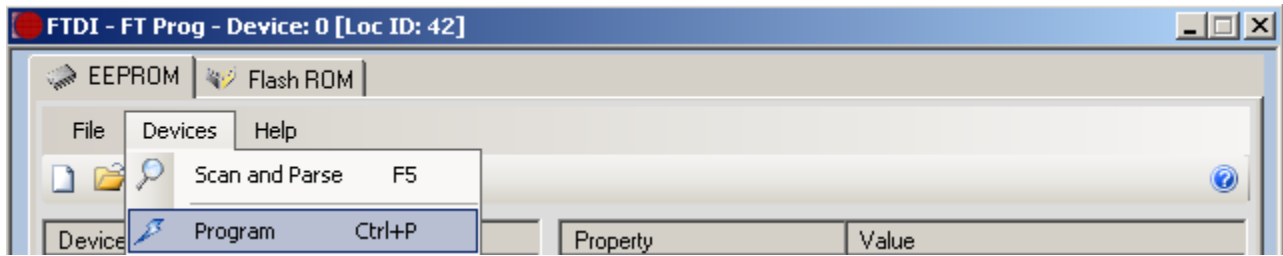 FTDI - FT Prog - Device: 0 [Loc ID: 42]
EEPROM Flash ROM
File Devices Help
Scan and Parse F5
Program Ctrl+P
Device Property Value